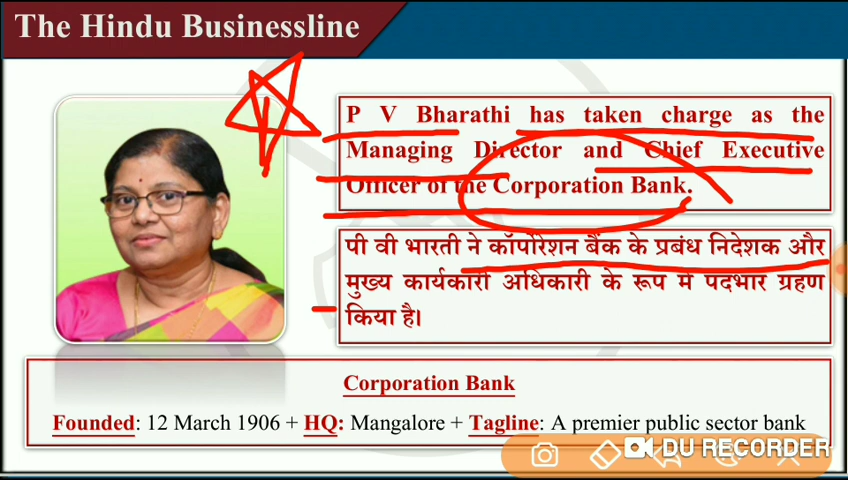 The Hindu Businessline
P V Bharathi has taken charge as the
Managing Director and Chief Executive
Officer of the Corporation Bank.
पी वी भारती ने कॉर्पोरेशन बैंक के प्रबंध निदेशक और
मुख्य कार्यकारी अधिकारी के रूप में पदभार ग्रहण
किया है।
Corporation Bank
Founded: 12 March 1906 + HQ: Mangalore + Tagline: A premier public sector bank
DU RECORDER